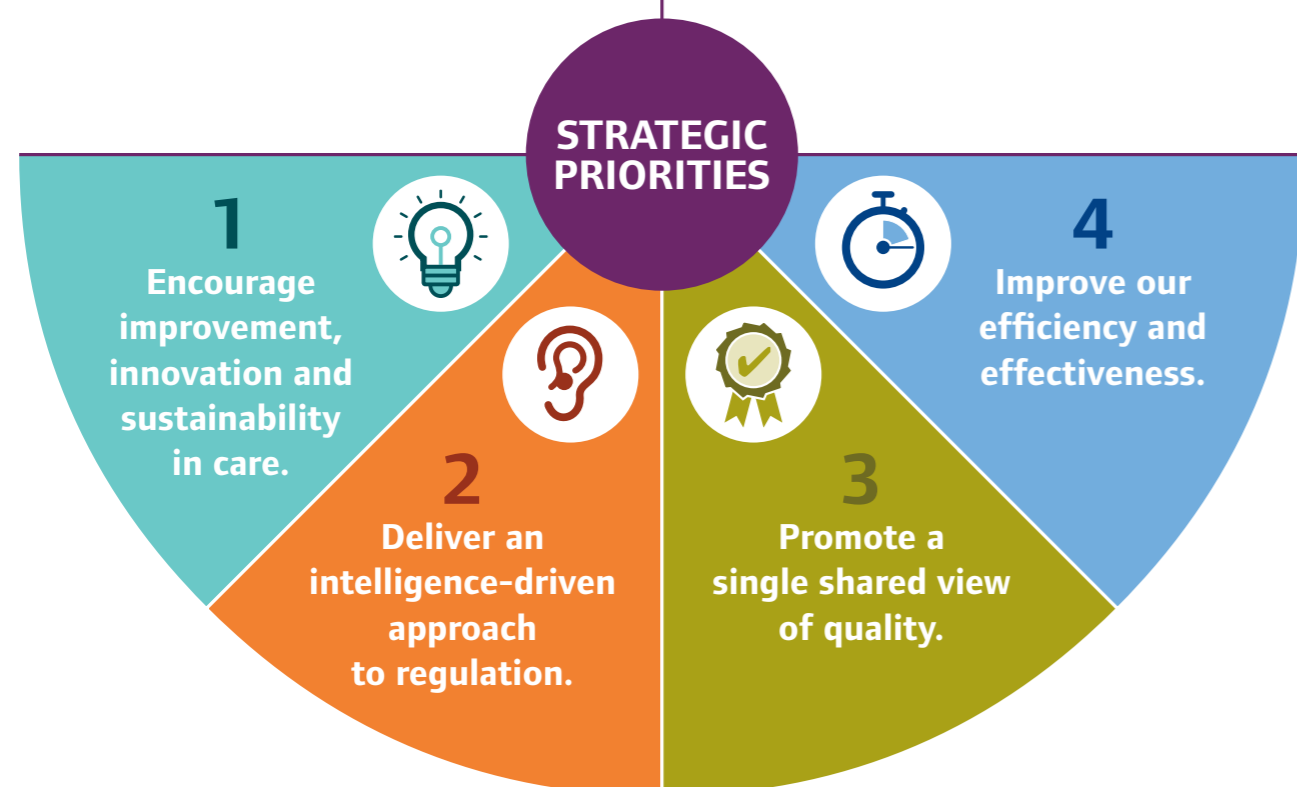 STRATEGIC
PRIORITIES
1
Encourage
improvement,
innovation and
sustainability
in care.
2
Deliver an
intelligence-driven
approach
to regulation.
3
Promote a
single shared view
of quality.
4
Improve our
efficiency and
effectiveness.